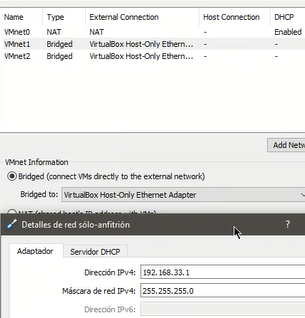 Name Type External Connection Host Connection DHCP
VMnet0 NAT NAT - Enabled
VMnet1 Bridged VirtualBox Host-Only Ethern... - -
VMnet2 Bridged VirtualBox Host-Only Ethern... - -
Add Netw
VMnet Information
Bridged (connect VMs directly to the external network)
Bridged to: VirtualBox Host-Only Ethernet Adapter
Detalles de red sólo-anfitrión ?
Adaptador Servidor DHCP
Dirección IPv4: 192.168.33.1
Máscara de red IPv4: 255.255.255.0
Dirección IPv6: